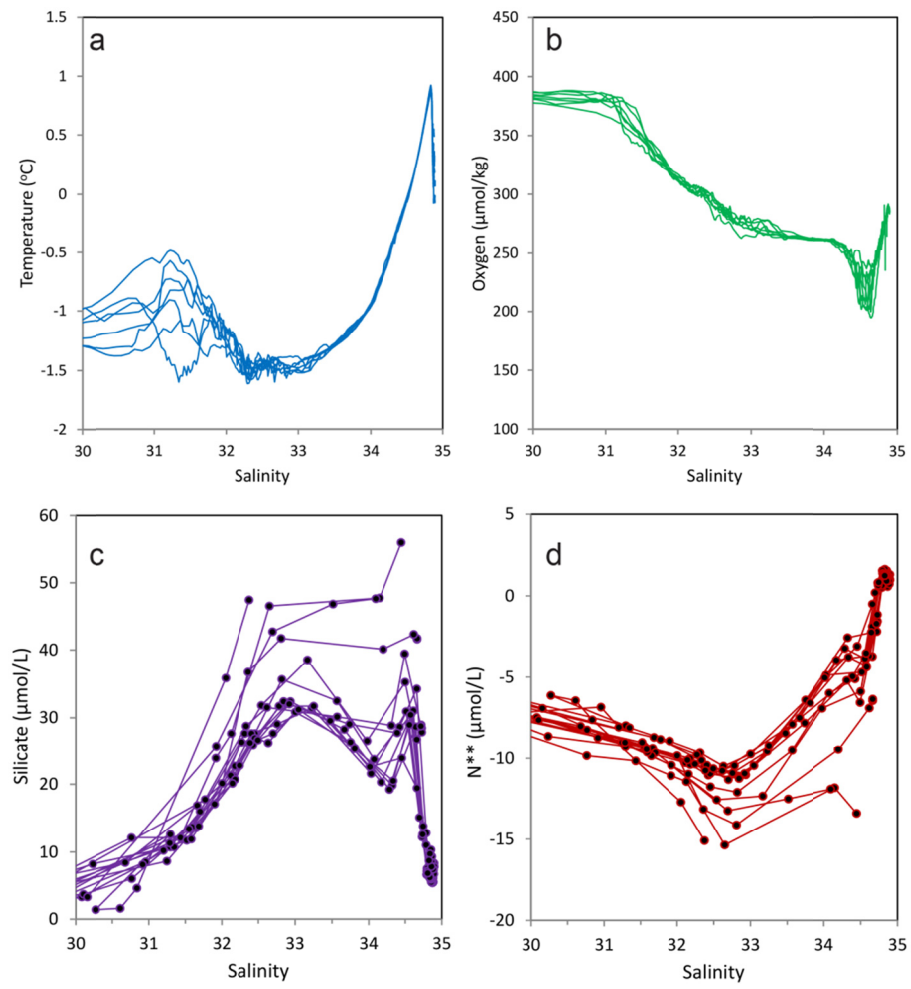 a
1.5
1
0.5
0
-0.5
-1
-1.5
-2
Temperature (°C)
30 31 32 33 34 35
Salinity
b
450
400
350
300
250
200
150
100
Oxygen (µmol/kg)
30 31 32 33 34 35
Salinity
c
60
50
40
30
20
10
0
Silicate (µmol/L)
30 31 32 33 34 35
Salinity
d
5
0
-5
-10
-15
-20
N** (µmol/L)
30 31 32 33 34 35
Salinity